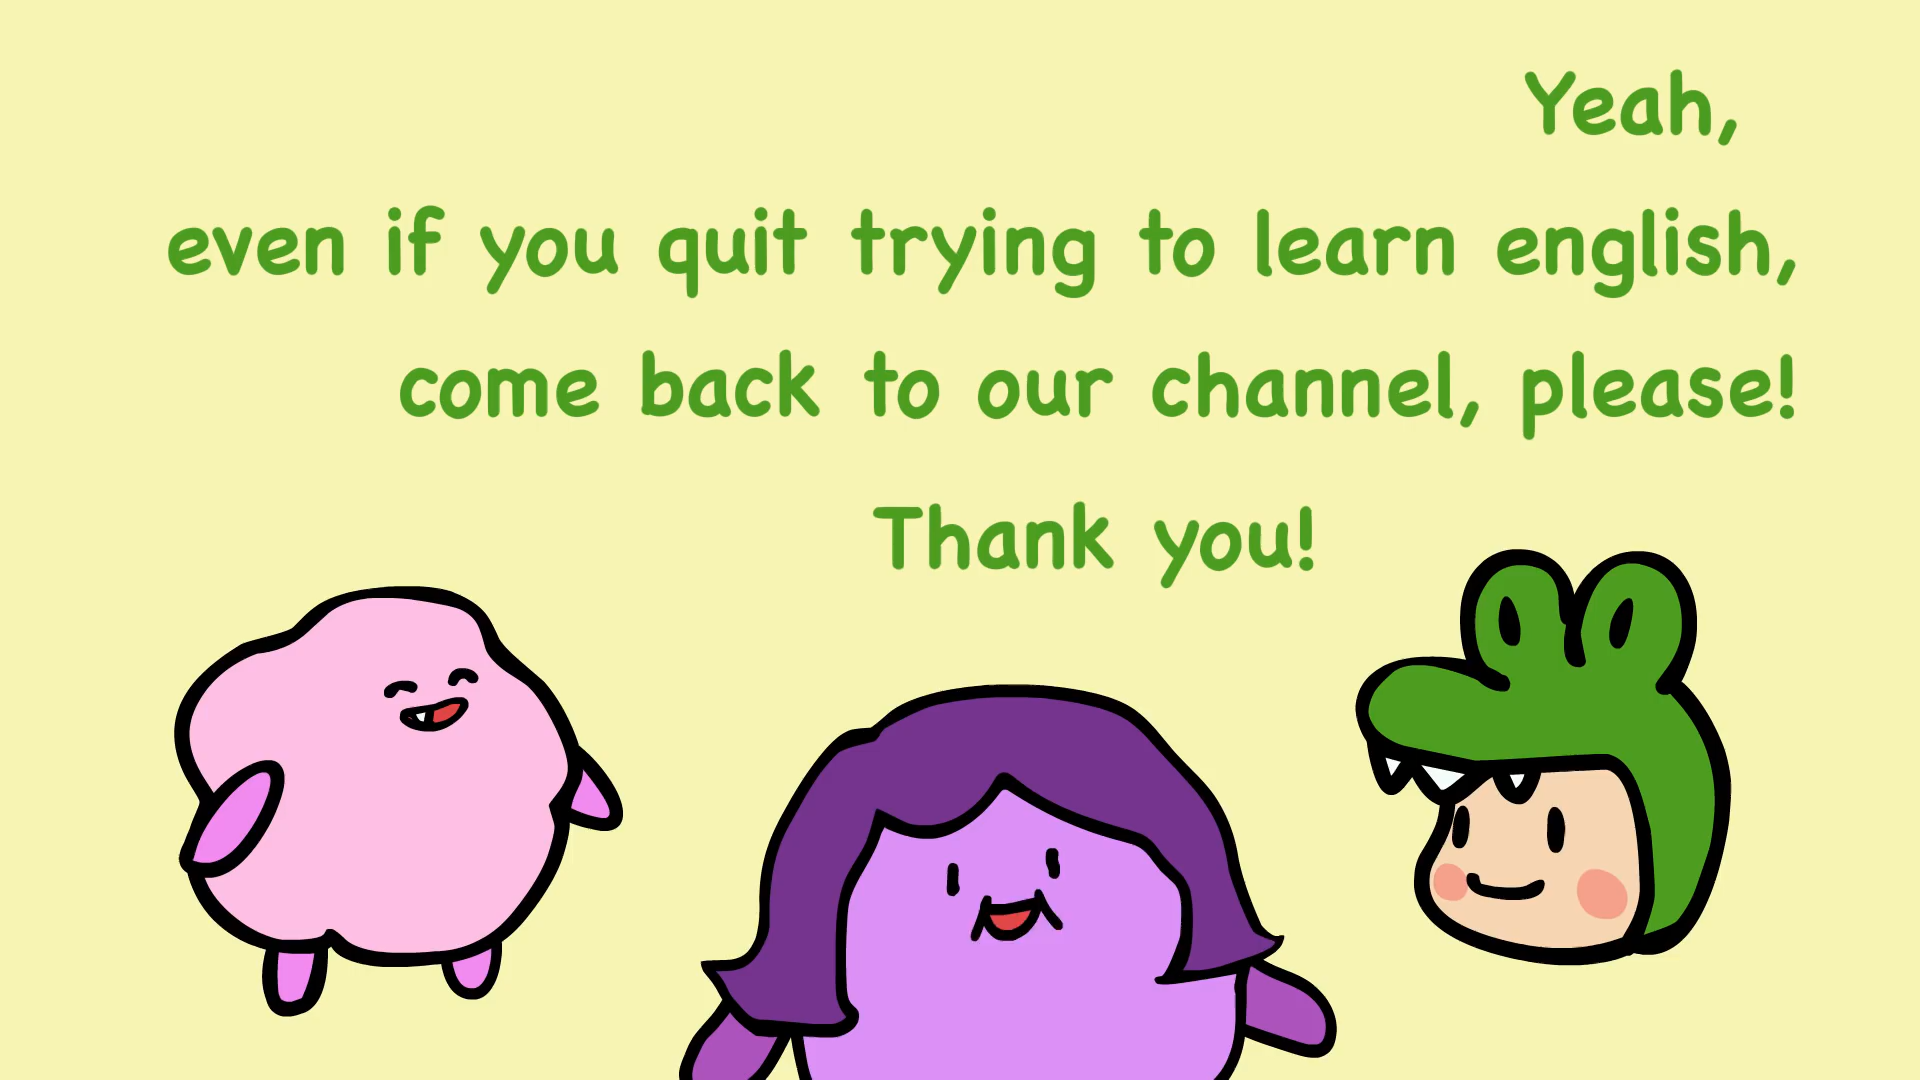 Yeah,
even if you quit trying to learn english,
come back to our channel, please!
Thank you!